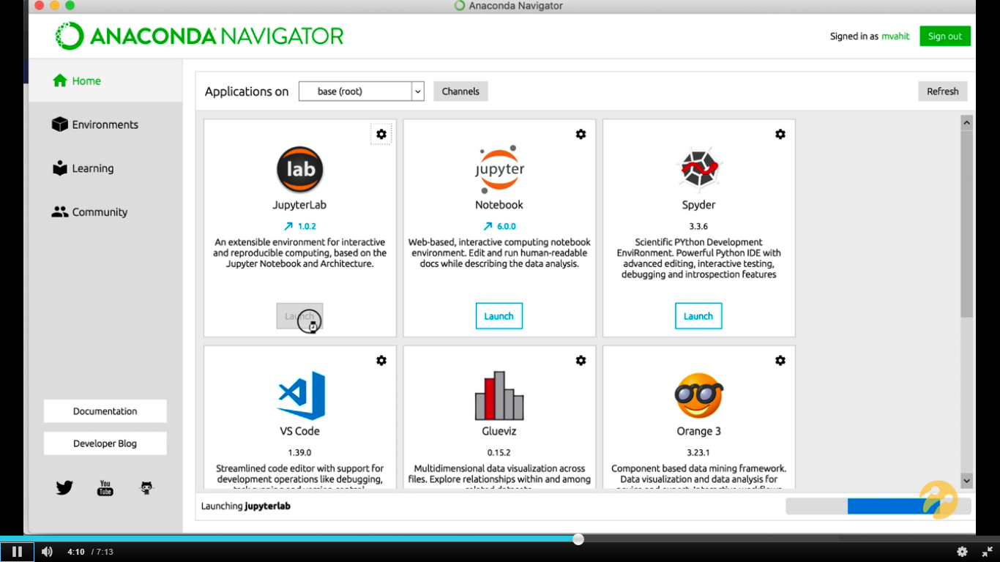 Anaconda Navigator
ANACONDA NAVIGATOR
Signed in as mvahit
Sign out
Home
Environments
Learning
Community
Documentation
Developer Blog
You
Tube
Applications on
base (root)
Channels
Refresh
lab
JupyterLab
1.0.2
An extensible environment for interactive
and reproducible computing, based on the
Jupyter Notebook and Architecture.
Launch
jupyter
Notebook
6.0.0
Web-based, interactive computing notebook
environment. Edit and run human-readable
docs while describing the data analysis.
Launch
Spyder
3.3.6
Scientific PYthon Development
EnviRonment. Powerful Python IDE with
advanced editing, interactive testing,
debugging and introspection features
Launch
VS Code
1.39.0
Streamlined code editor with support for
development operations like debugging,
Glueviz
0.15.2
Multidimensional data visualization across
files. Explore relationships within and among
related datasets.
Orange 3
3.23.1
Component based data mining framework.
Data visualization and data analysis for
Launching jupyterlab
4:10 / 7:13